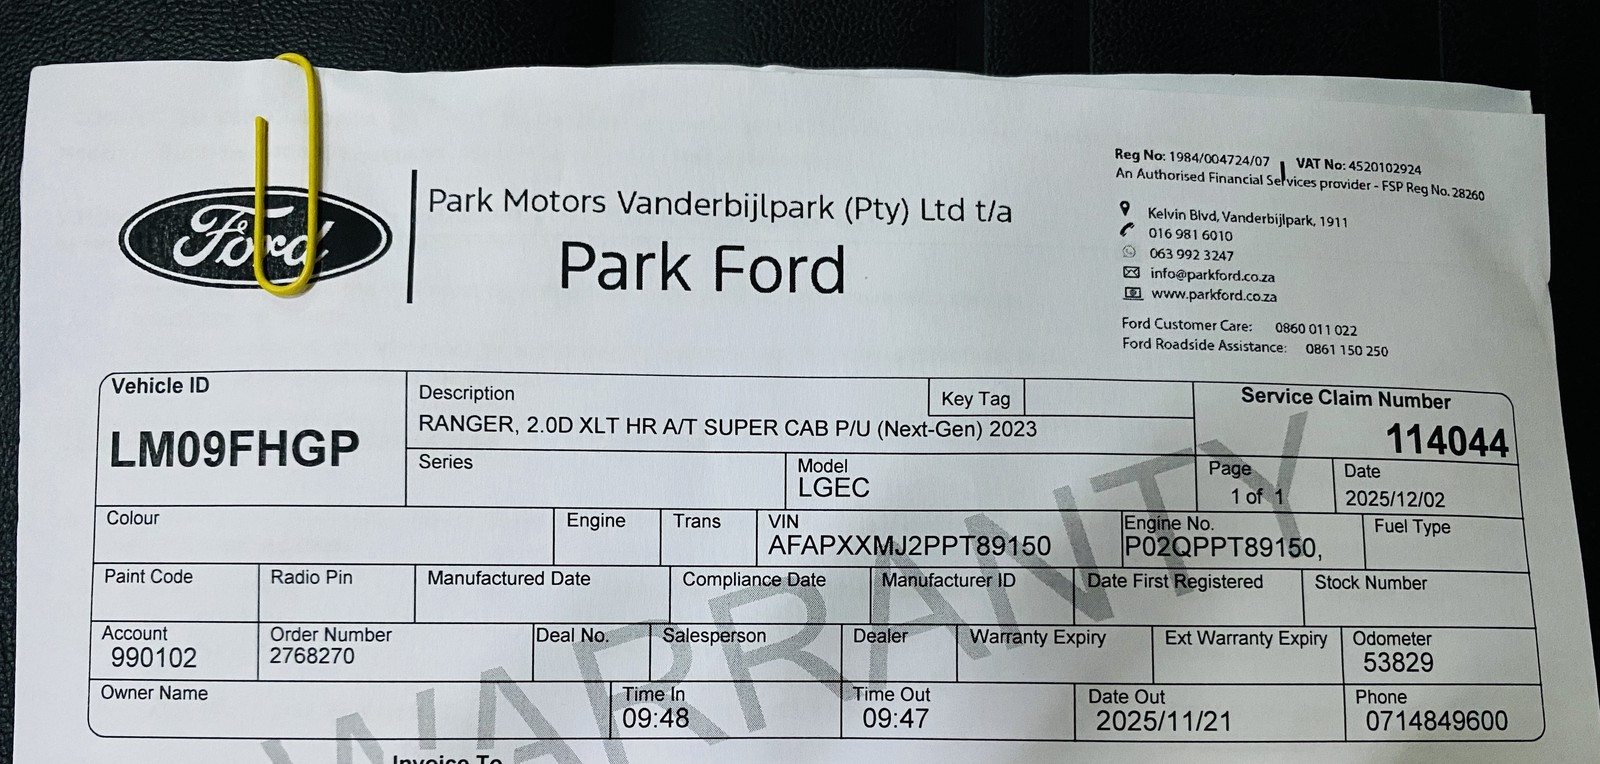 Ford
Park Motors Vanderbijlpark (Pty) Ltd t/a
Park Ford
Reg No: 1984/004724/07 | VAT No: 4520102924
An Authorised Financial Services provider - FSP Reg No. 28260
Kelvin Blvd, Vanderbijlpark, 1911
016 981 6010
063 992 3247
info@parkford.co.za
www.parkford.co.za
Ford Customer Care: 0860 011 022
Ford Roadside Assistance: 0861 150 250
Vehicle ID
LM09FHGP
Description
RANGER, 2.0D XLT HR A/T SUPER CAB P/U (Next-Gen) 2023
Key Tag
Service Claim Number
114044
Series
Model
LGEC
Page
1 of 1
Date
2025/12/02
Colour
Engine
Trans
VIN
AFAPXXMJ2PPT89150
Engine No.
P02QPPT89150,
Fuel Type
Paint Code
Radio Pin
Manufactured Date
Compliance Date
Manufacturer ID
Date First Registered
Stock Number
Account
990102
Order Number
2768270
Deal No.
Salesperson
Dealer
Warranty Expiry
Ext Warranty Expiry
Odometer
53829
Owner Name
Time In
09:48
Time Out
09:47
Date Out
2025/11/21
Phone
0714849600
WARRANTY
Invoice To